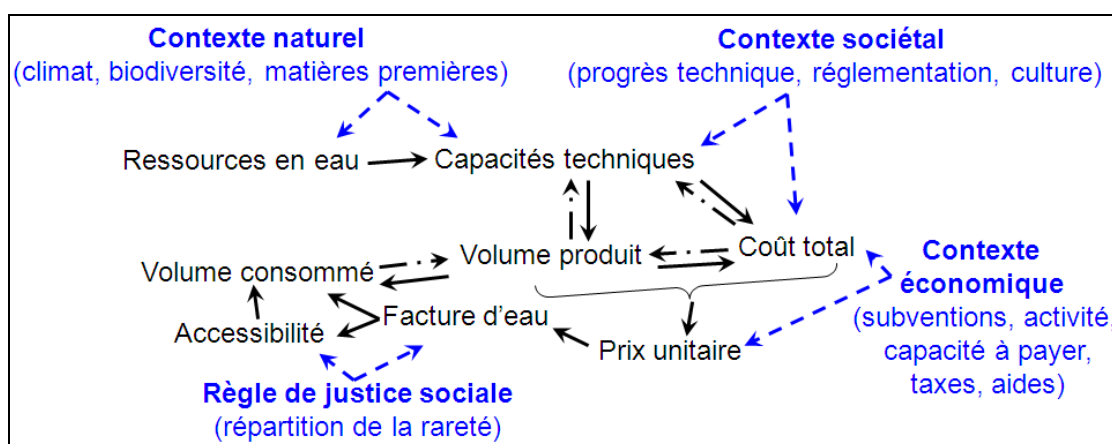 Contexte naturel
(climat, biodiversité, matières premières)
Contexte sociétal
(progrès technique, réglementation, culture)
Ressources en eau
Capacités techniques
Volume consommé
Volume produit
Coût total
Accessibilité
Facture d'eau
Prix unitaire
Contexte
économique
(subventions, activité,
capacité à payer,
taxes, aides)
Règle de justice sociale
(répartition de la rareté)